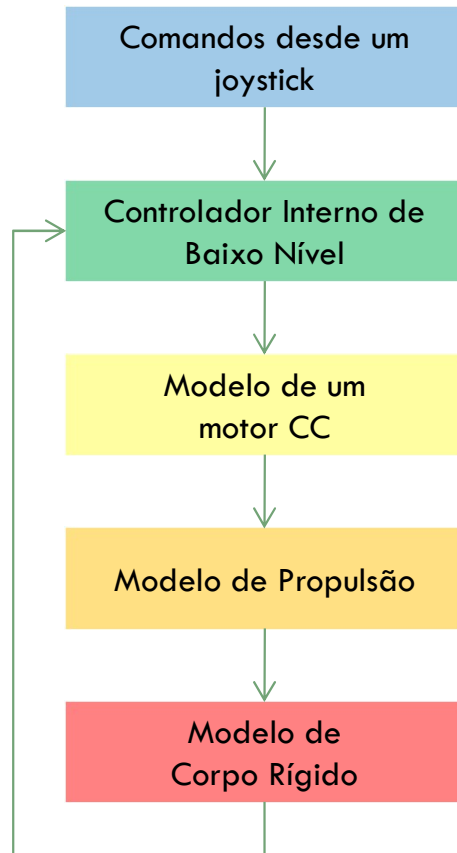 Comandos desde um
joystick
Controlador Interno de
Baixo Nível
Modelo de um
motor CC
Modelo de Propulsão
Modelo de
Corpo Rígido